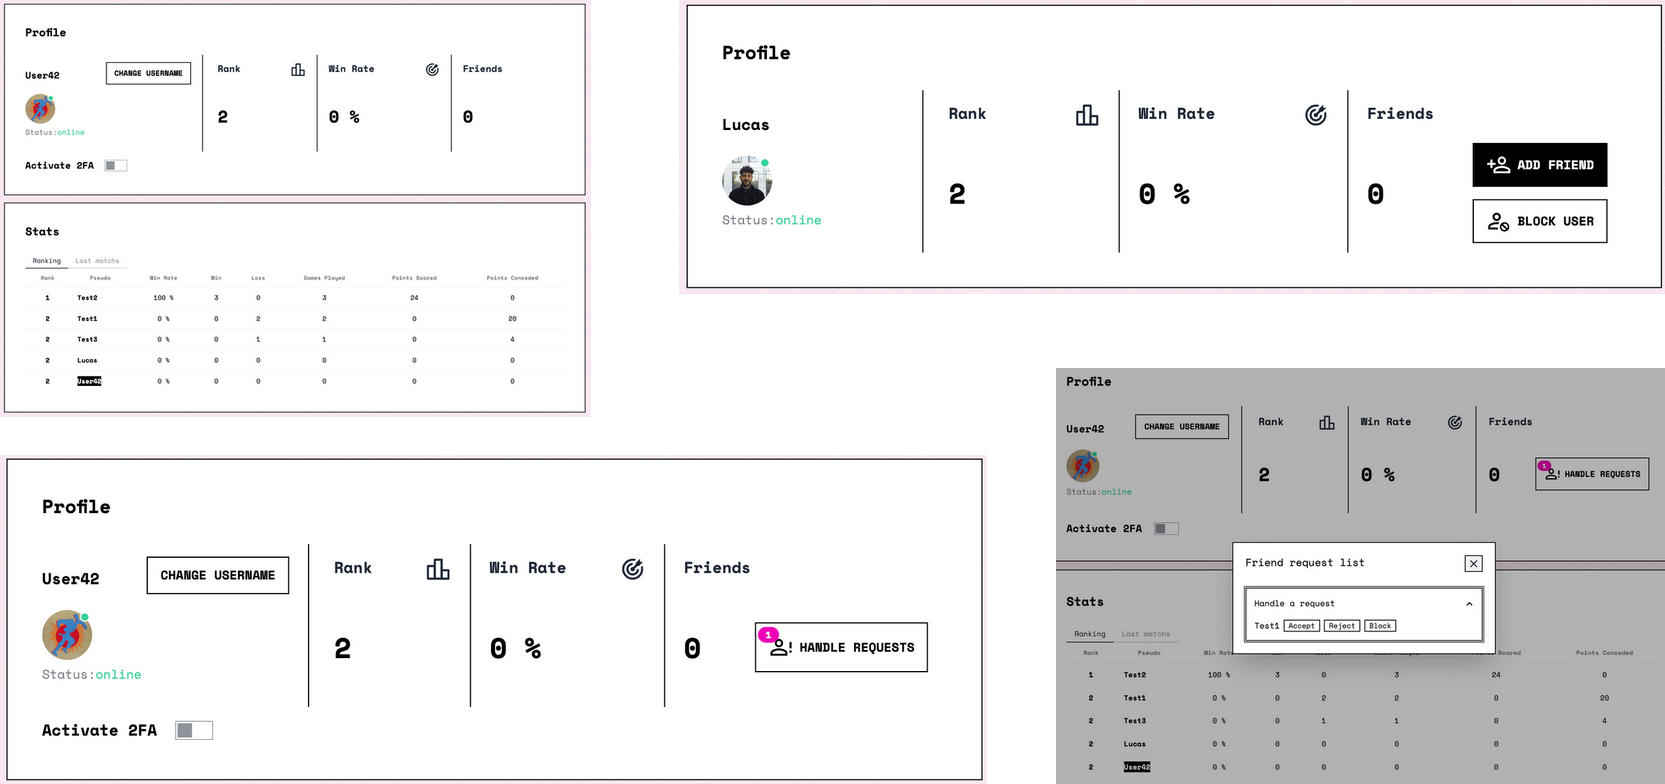 Profile
User42 CHANGE USERNAME Rank Win Rate Friends
2 0 % 0
Status:online
Activate 2FA
Stats
Ranking Last matchs
Rank Pseudo Win Rate Win Loss Games Played Points Scored Points Conceded
1 Test2 100 % 3 0 3 24 0
2 Test1 0 % 0 2 2 0 20
2 Test3 0 % 0 1 1 0 4
2 Lucas 0 % 0 0 0 0 0
2 User42 0 % 0 0 0 0 0
Profile
Lucas Rank Win Rate Friends
2 0 % 0
ADD FRIEND
BLOCK USER
Status:online
Profile
User42 CHANGE USERNAME Rank Win Rate Friends
2 0 % 0 1 ! HANDLE REQUESTS
Status:online
Activate 2FA
Profile
User42 CHANGE USERNAME Rank Win Rate Friends
2 0 % 0 1 ! HANDLE REQUESTS
Status:online
Activate 2FA
Friend request list
Handle a request
Test1 Accept Reject Block
Stats
Ranking Last matchs
Rank Pseudo Win Rate Points Conceded
1 Test2 100 % 3 0 3 24 0
2 Test1 0 % 0 2 2 0 20
2 Test3 0 % 0 1 1 0 4
2 Lucas 0 % 0 0 0 0 0
2 User42 0 % 0 0 0 0 0